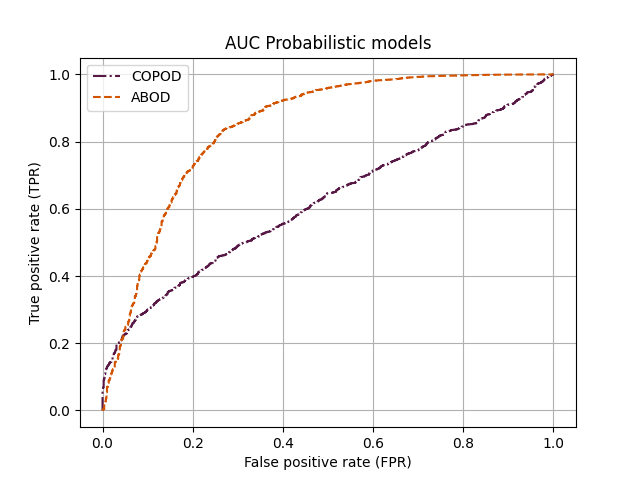 AUC Probabilistic models
COPOD
ABOD
True positive rate (TPR)
1.0
0.8
0.6
0.4
0.2
0.0
0.0 0.2 0.4 0.6 0.8 1.0
False positive rate (FPR)